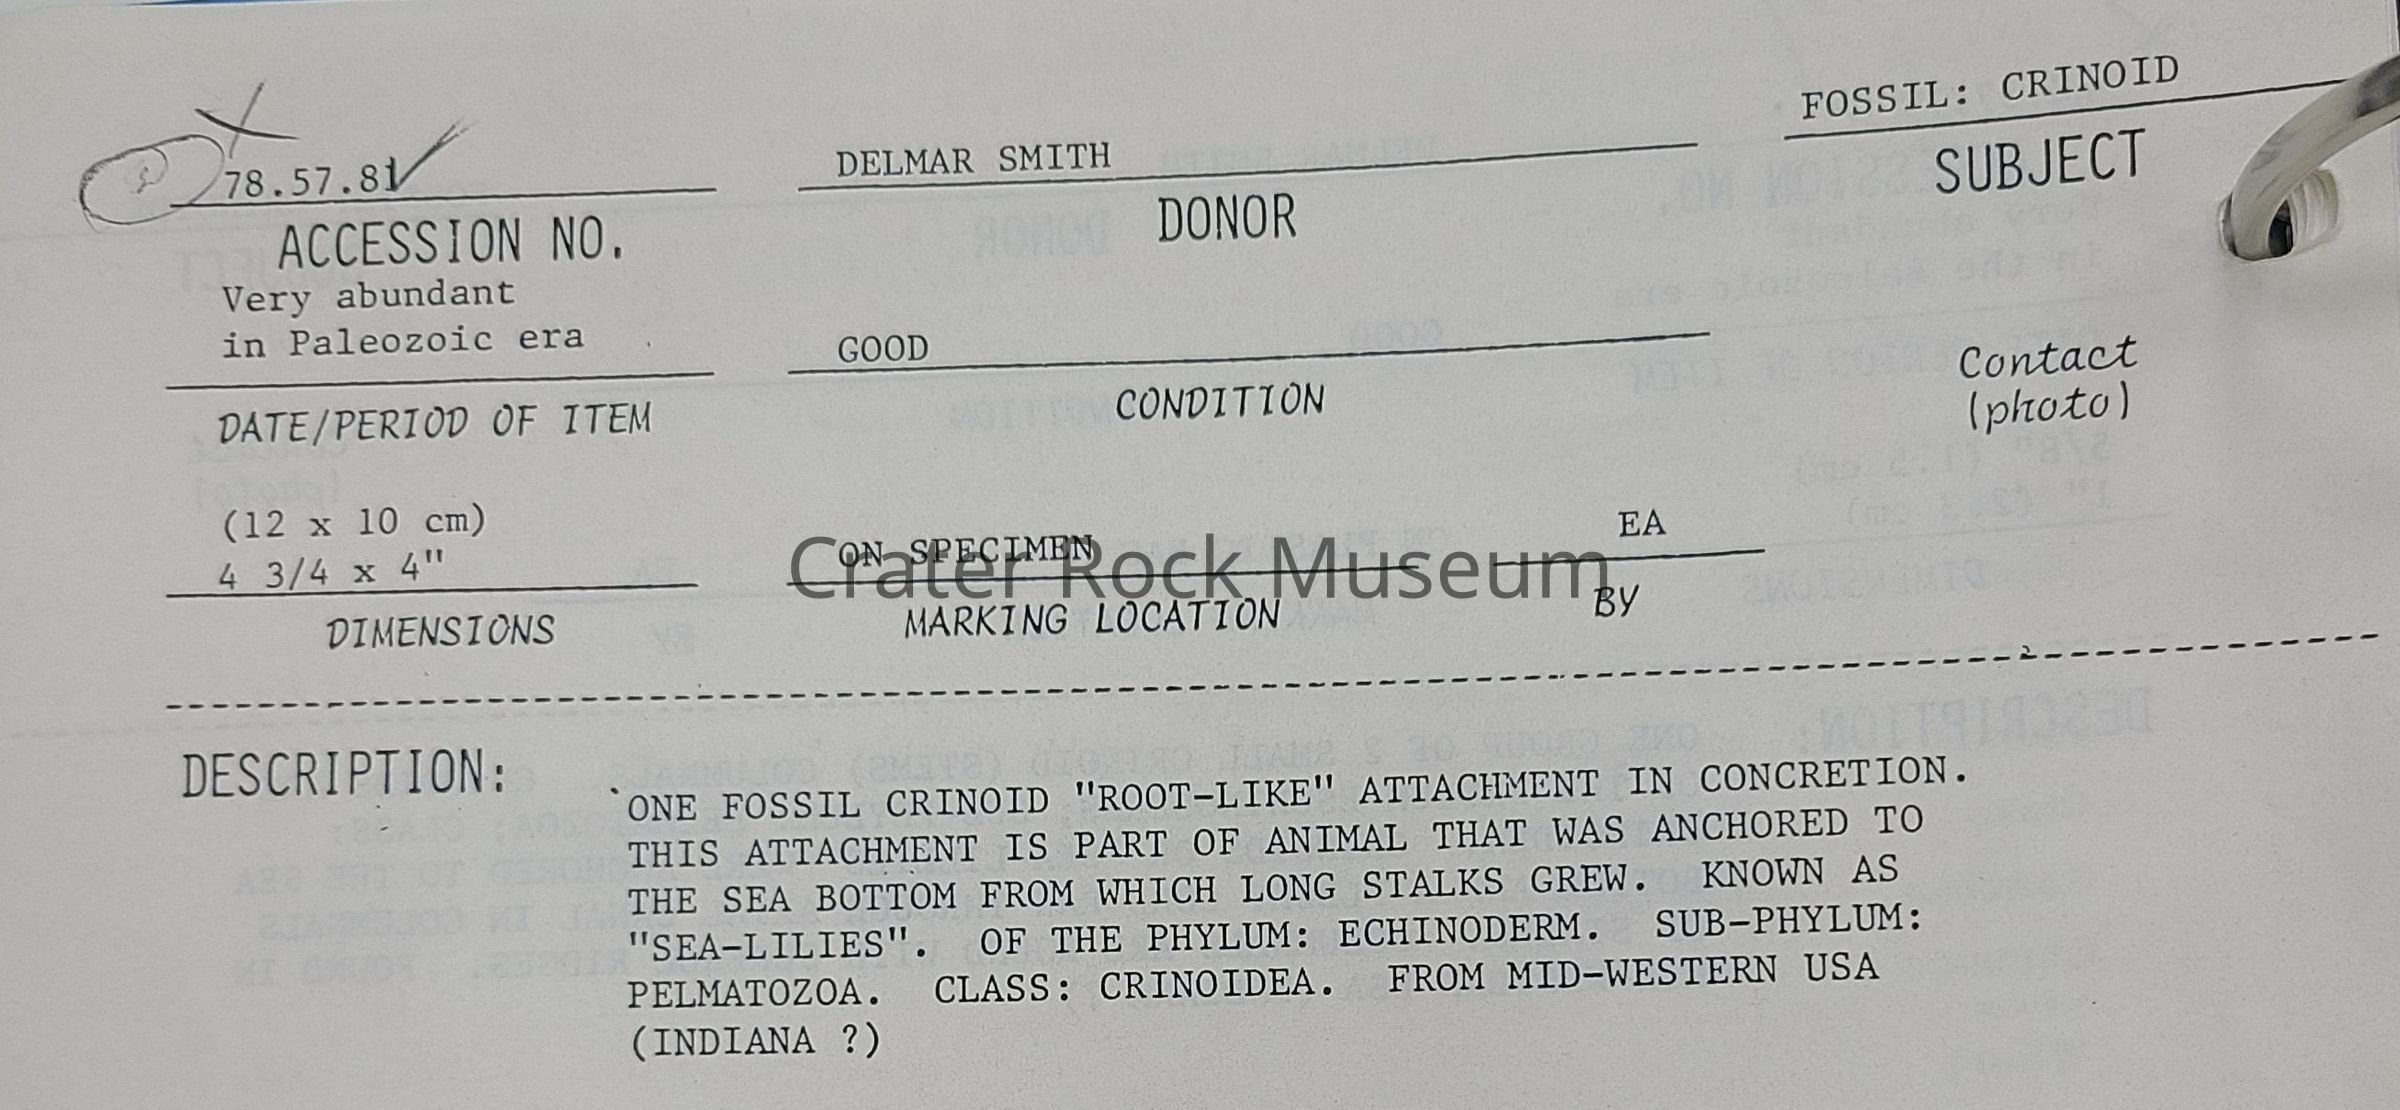 78.57.81
DELMAR SMITH
FOSSIL: CRINOID
ACCESSION NO.
DONOR
SUBJECT
Very abundant
in Paleozoic era
GOOD
DATE/PERIOD OF ITEM
CONDITION
Contact
(photo)
(12 x 10 cm)
4 3/4 x 4"
ON SPECIMEN
EA
Crater Rock Museum
DIMENSIONS
MARKING LOCATION
BY
DESCRIPTION:
ONE FOSSIL CRINOID "ROOT-LIKE" ATTACHMENT IN CONCRETION.
THIS ATTACHMENT IS PART OF ANIMAL THAT WAS ANCHORED TO
THE SEA BOTTOM FROM WHICH LONG STALKS GREW. KNOWN AS
"SEA-LILIES". OF THE PHYLUM: ECHINODERM. SUB-PHYLUM:
PELMATOZOA. CLASS: CRINOIDEA. FROM MID-WESTERN USA
(INDIANA ?)